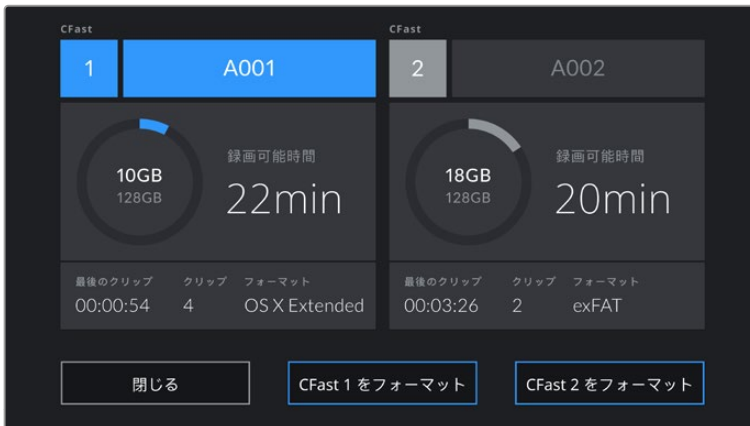 CFast
1 A001
10GB
128GB
録画可能時間
22min
最後のクリップ クリップ フォーマット
00:00:54 4 OS X Extended
CFast
2 A002
18GB
128GB
録画可能時間
20min
最後のクリップ クリップ フォーマット
00:03:26 2 exFAT
閉じる
CFast 1 をフォーマット
CFast 2 をフォーマット